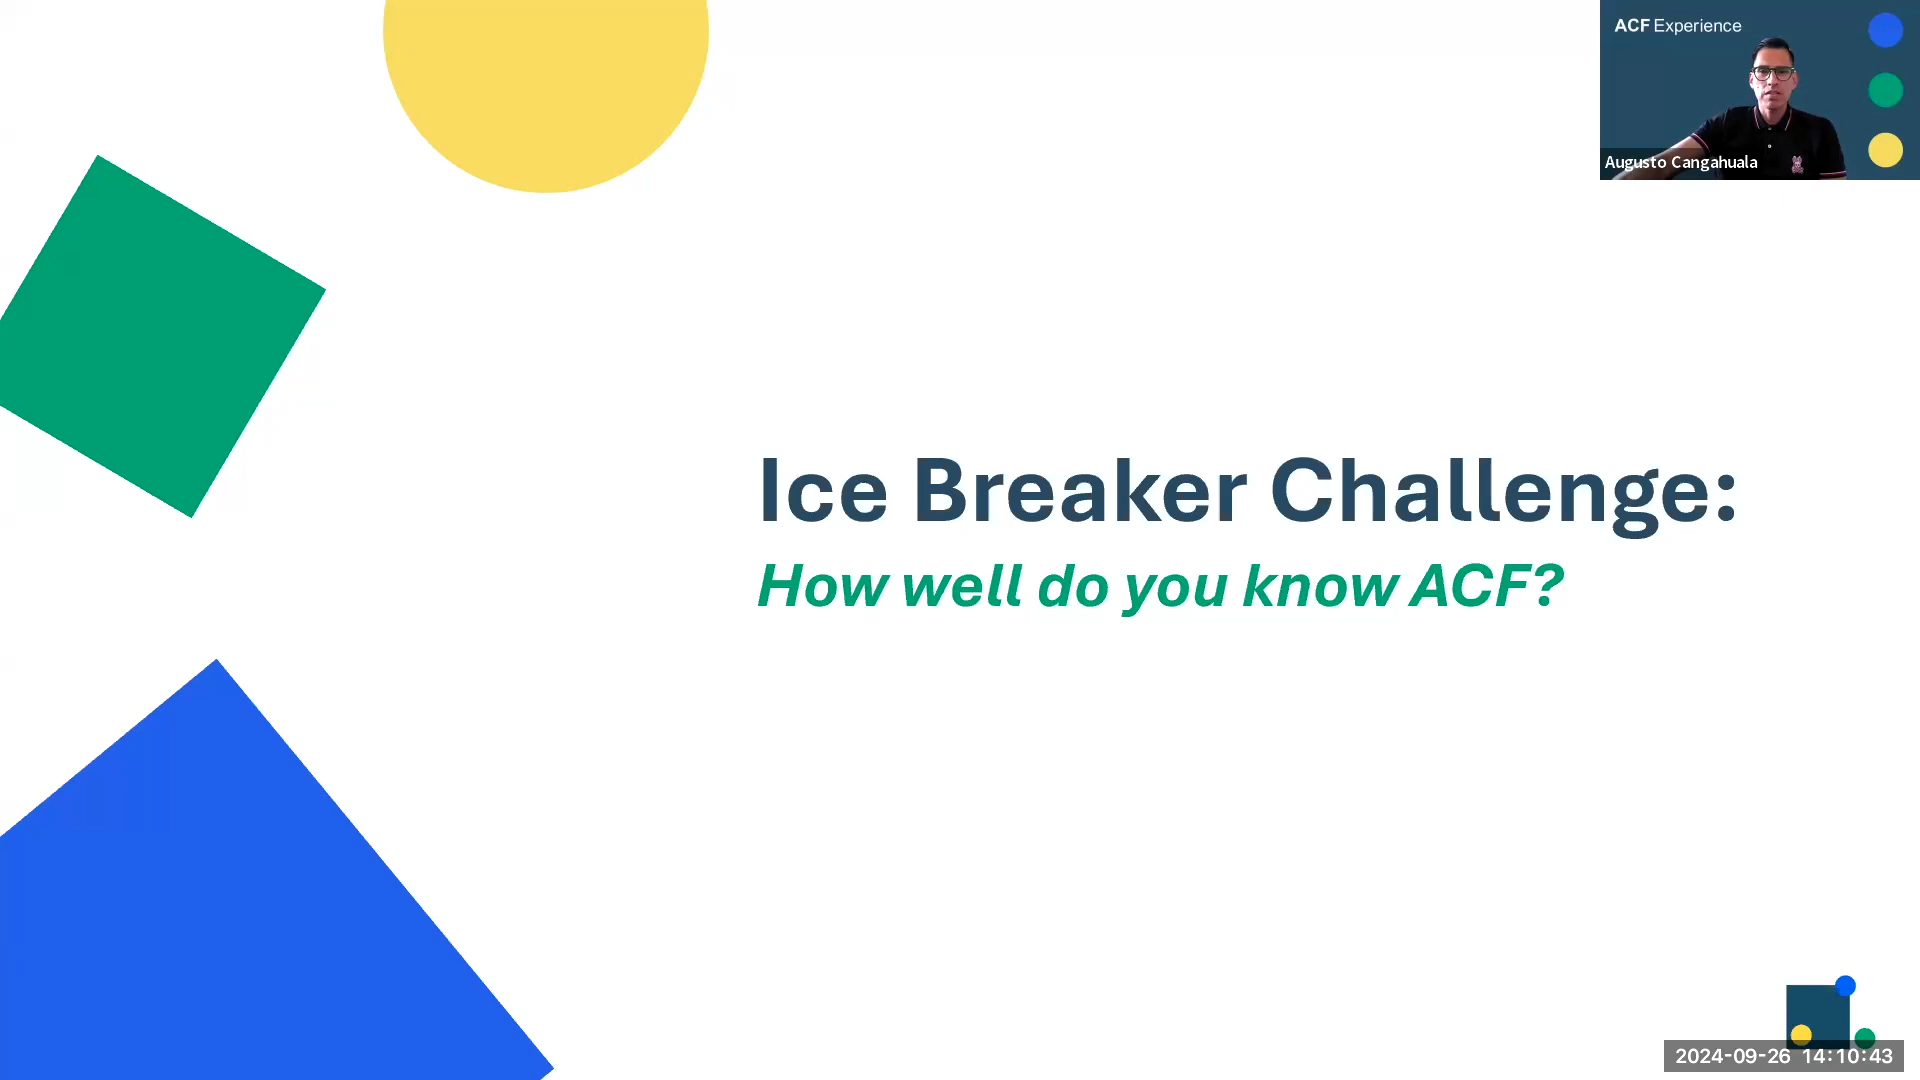 ACF Experience
Augusto Cangahuala
Ice Breaker Challenge:
How well do you know ACF?
2024-09-26 14:10:43